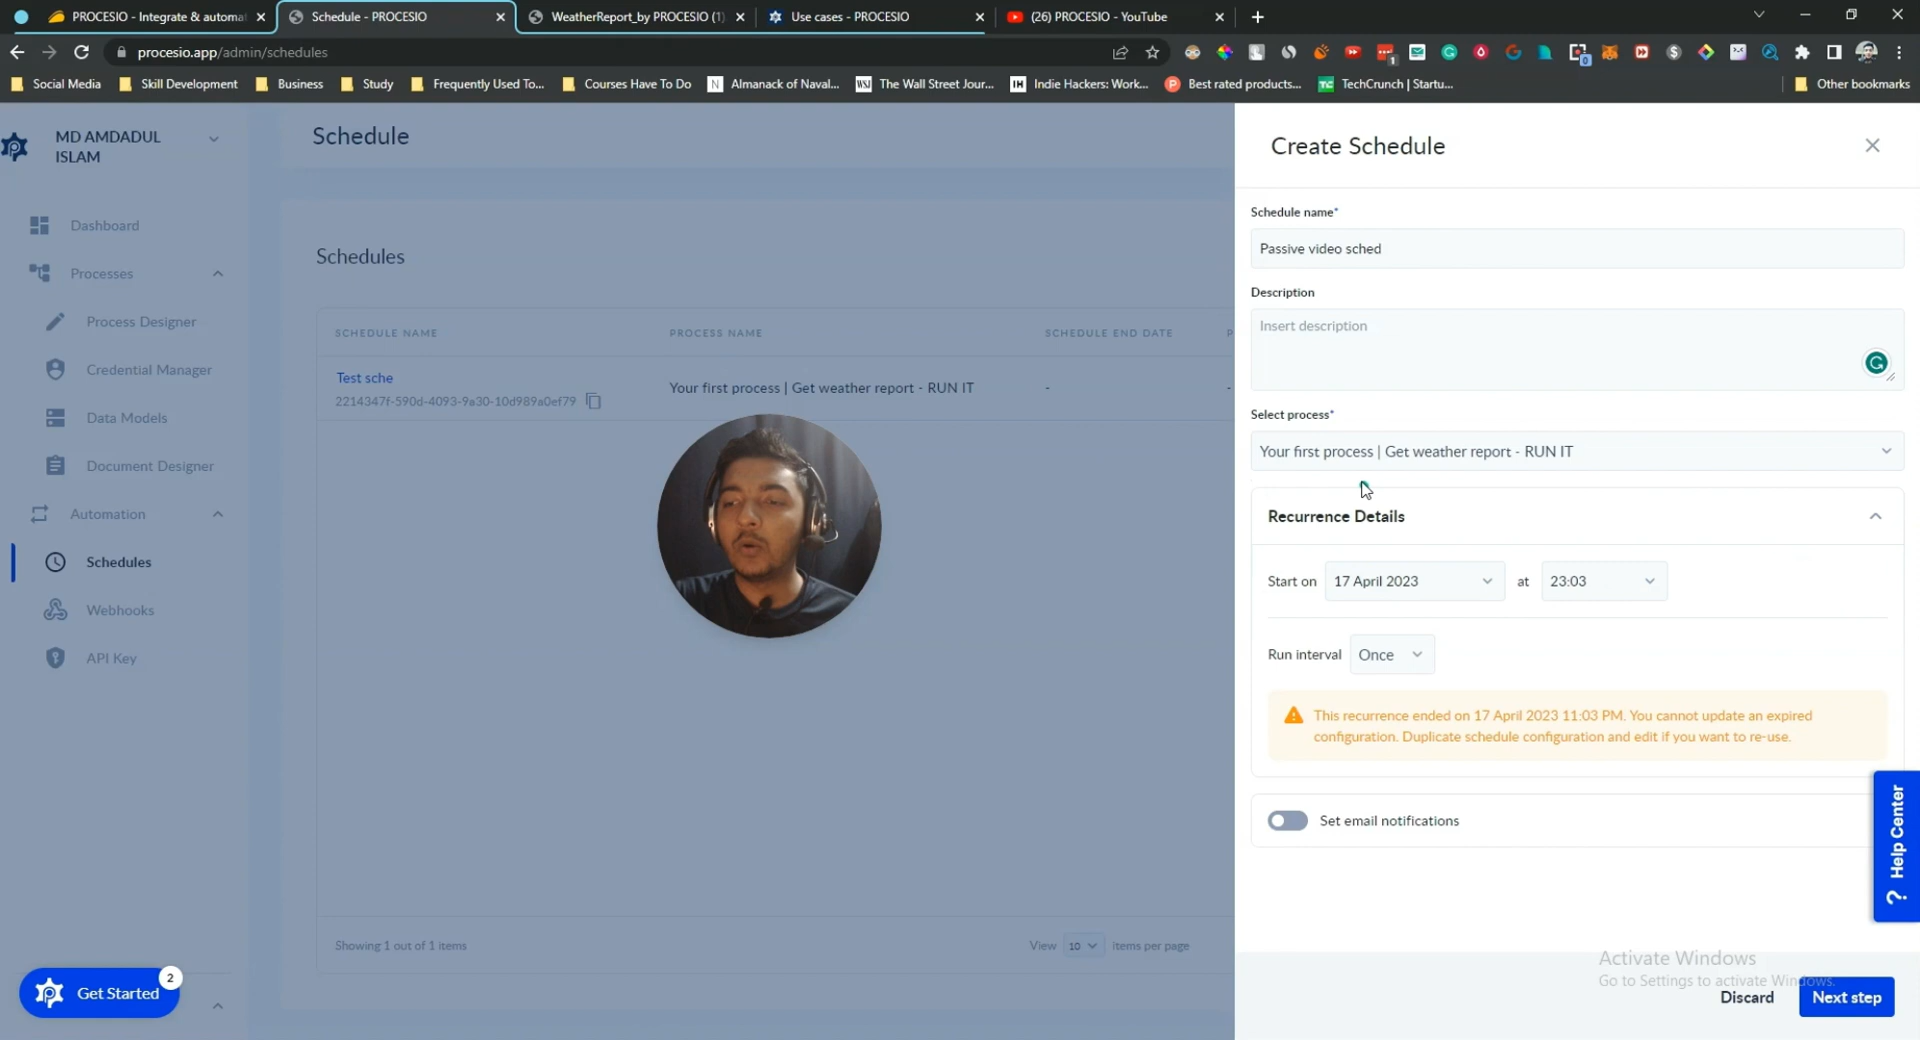 PROCESIO - Integrate & automa
Schedule - PROCESIO
WeatherReport_by PROCESIO (1)
Use cases - PROCESIO
(26) PROCESIO - YouTube
procesio.app/admin/schedules
Social Media
Skill Development
Business
Study
Frequently Used To...
Courses Have To Do
Almanack of Naval...
The Wall Street Jour...
Indie Hackers: Work...
Best rated products...
TechCrunch | Startu...
Other bookmarks
MD AMDADUL
ISLAM
Dashboard
Processes
Process Designer
Credential Manager
Data Models
Document Designer
Automation
Schedules
Webhooks
API Key
Get Started
2
Schedule
Schedules
SCHEDULE NAME
PROCESS NAME
SCHEDULE END DATE
P
Test sche
Your first process | Get weather report - RUN IT
-
-
2214347f-590d-4093-9a30-10d989a0ef79
Showing 1 out of 1 items
View 10 items per page
Create Schedule
Schedule name*
Passive video sched
Description
Insert description
Select process*
Your first process | Get weather report - RUN IT
Recurrence Details
Start on 17 April 2023 at 23:03
Run interval Once
This recurrence ended on 17 April 2023 11:03 PM. You cannot update an expired
configuration. Duplicate schedule configuration and edit if you want to re-use.
Set email notifications
? Help Center
Activate Windows
Go to Settings to activate Windows.
Discard
Next step